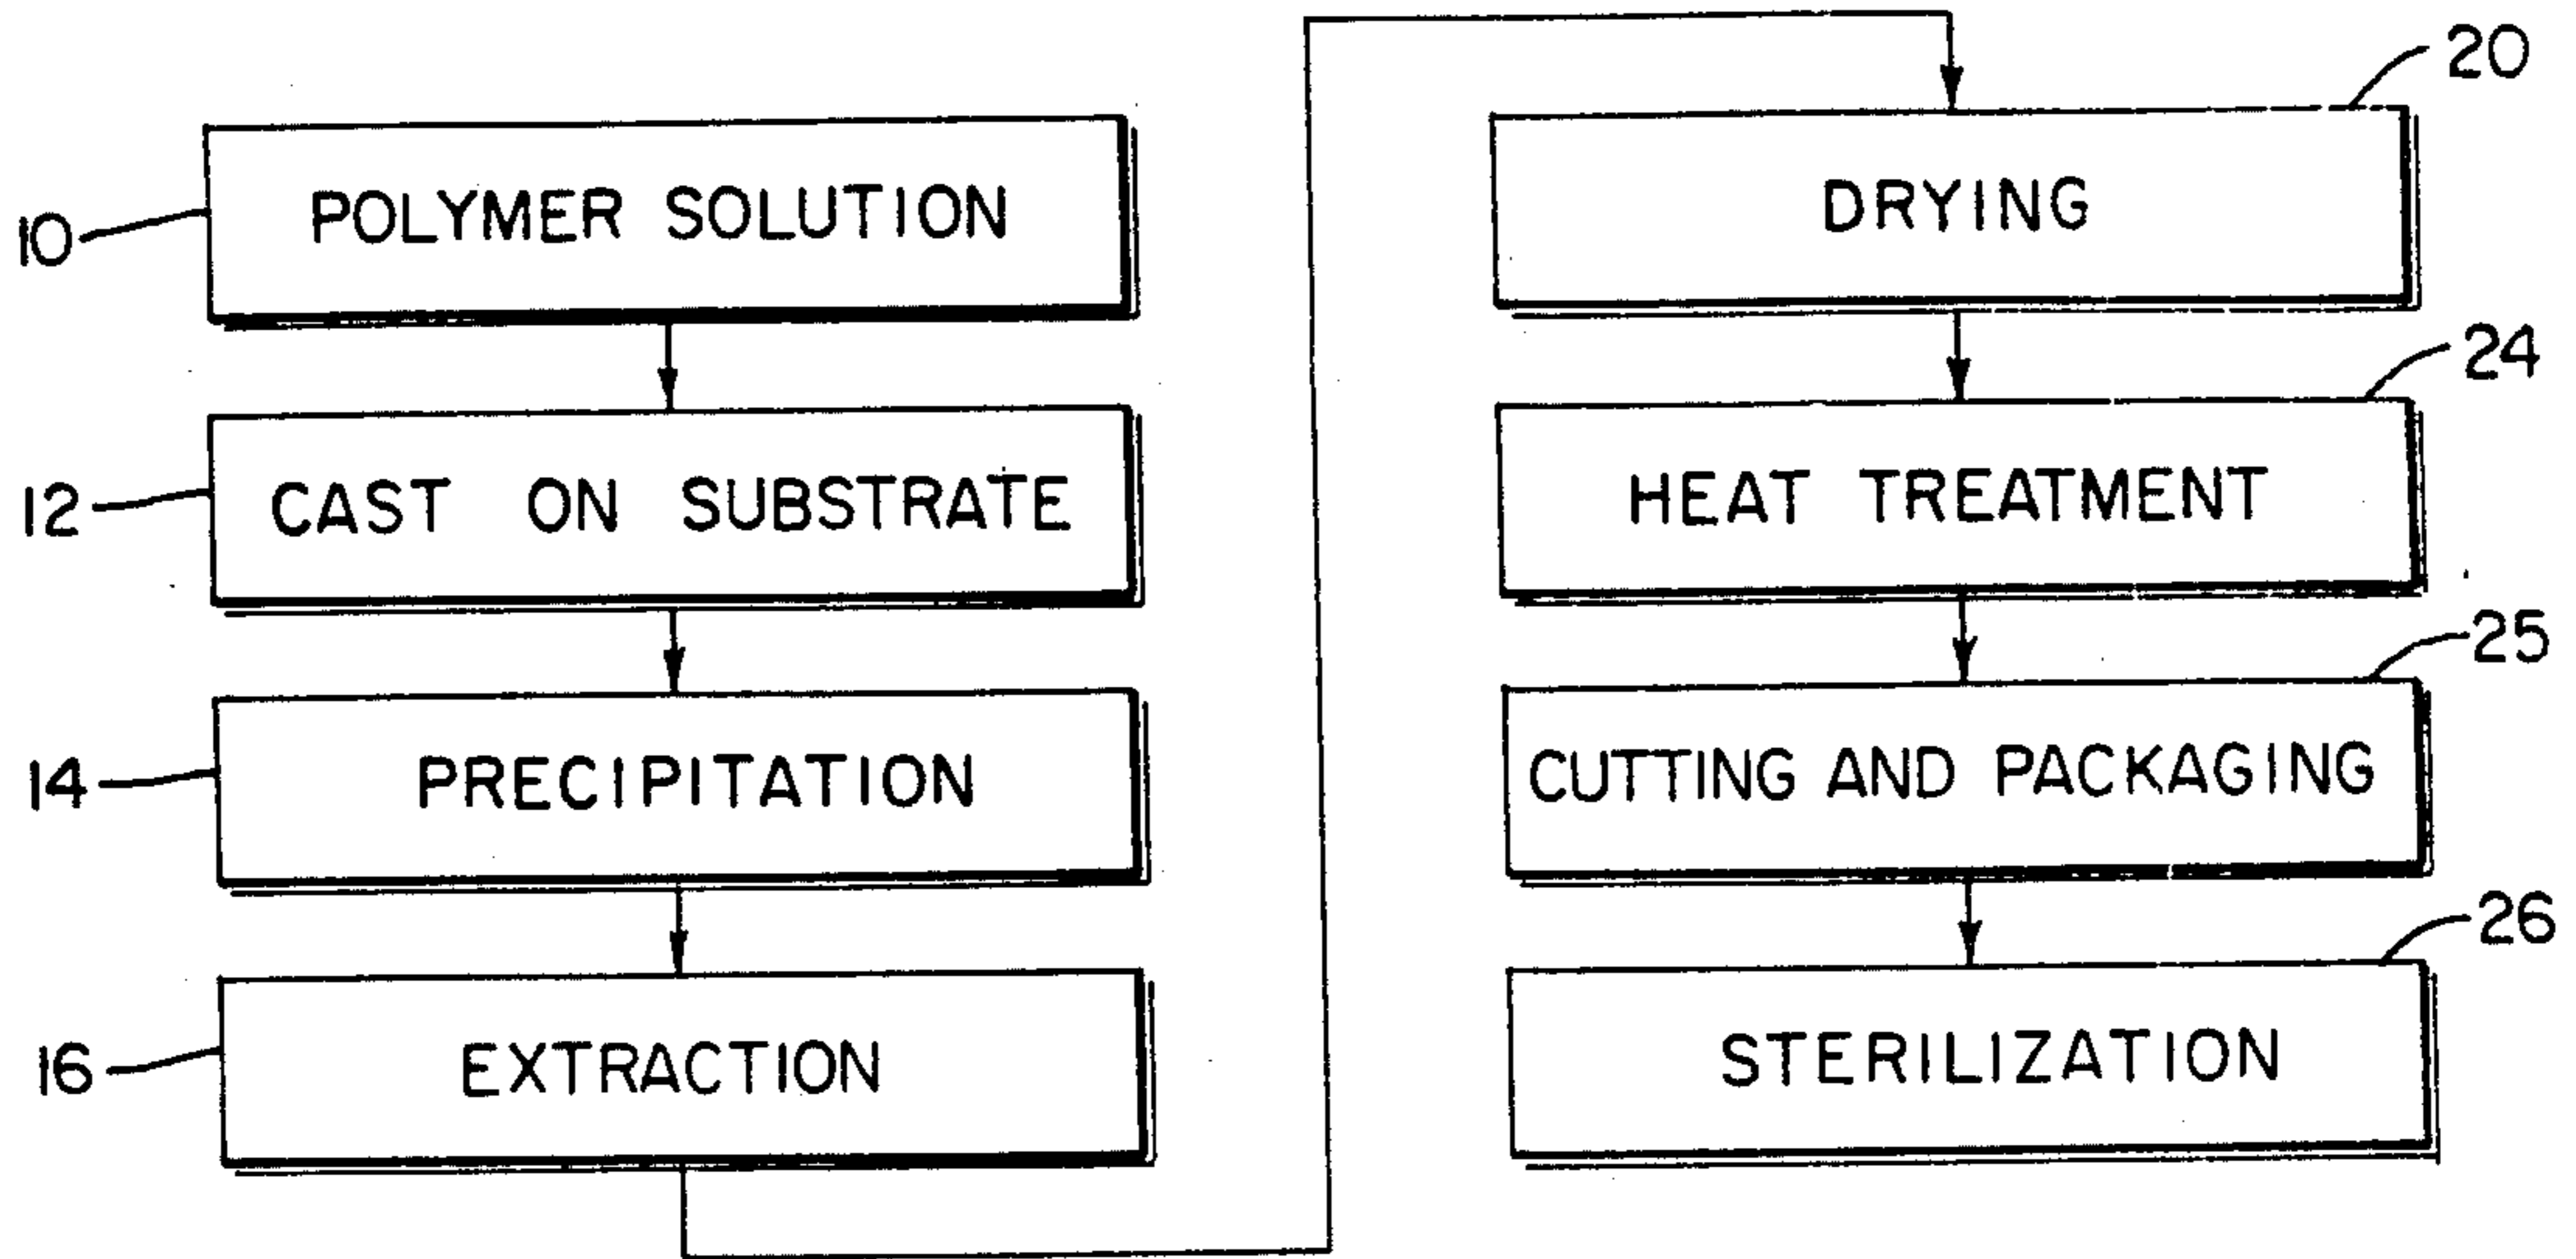 10
POLYMER SOLUTION
12
CAST ON SUBSTRATE
14
PRECIPITATION
16
EXTRACTION
20
DRYING
24
HEAT TREATMENT
25
CUTTING AND PACKAGING
26
STERILIZATION